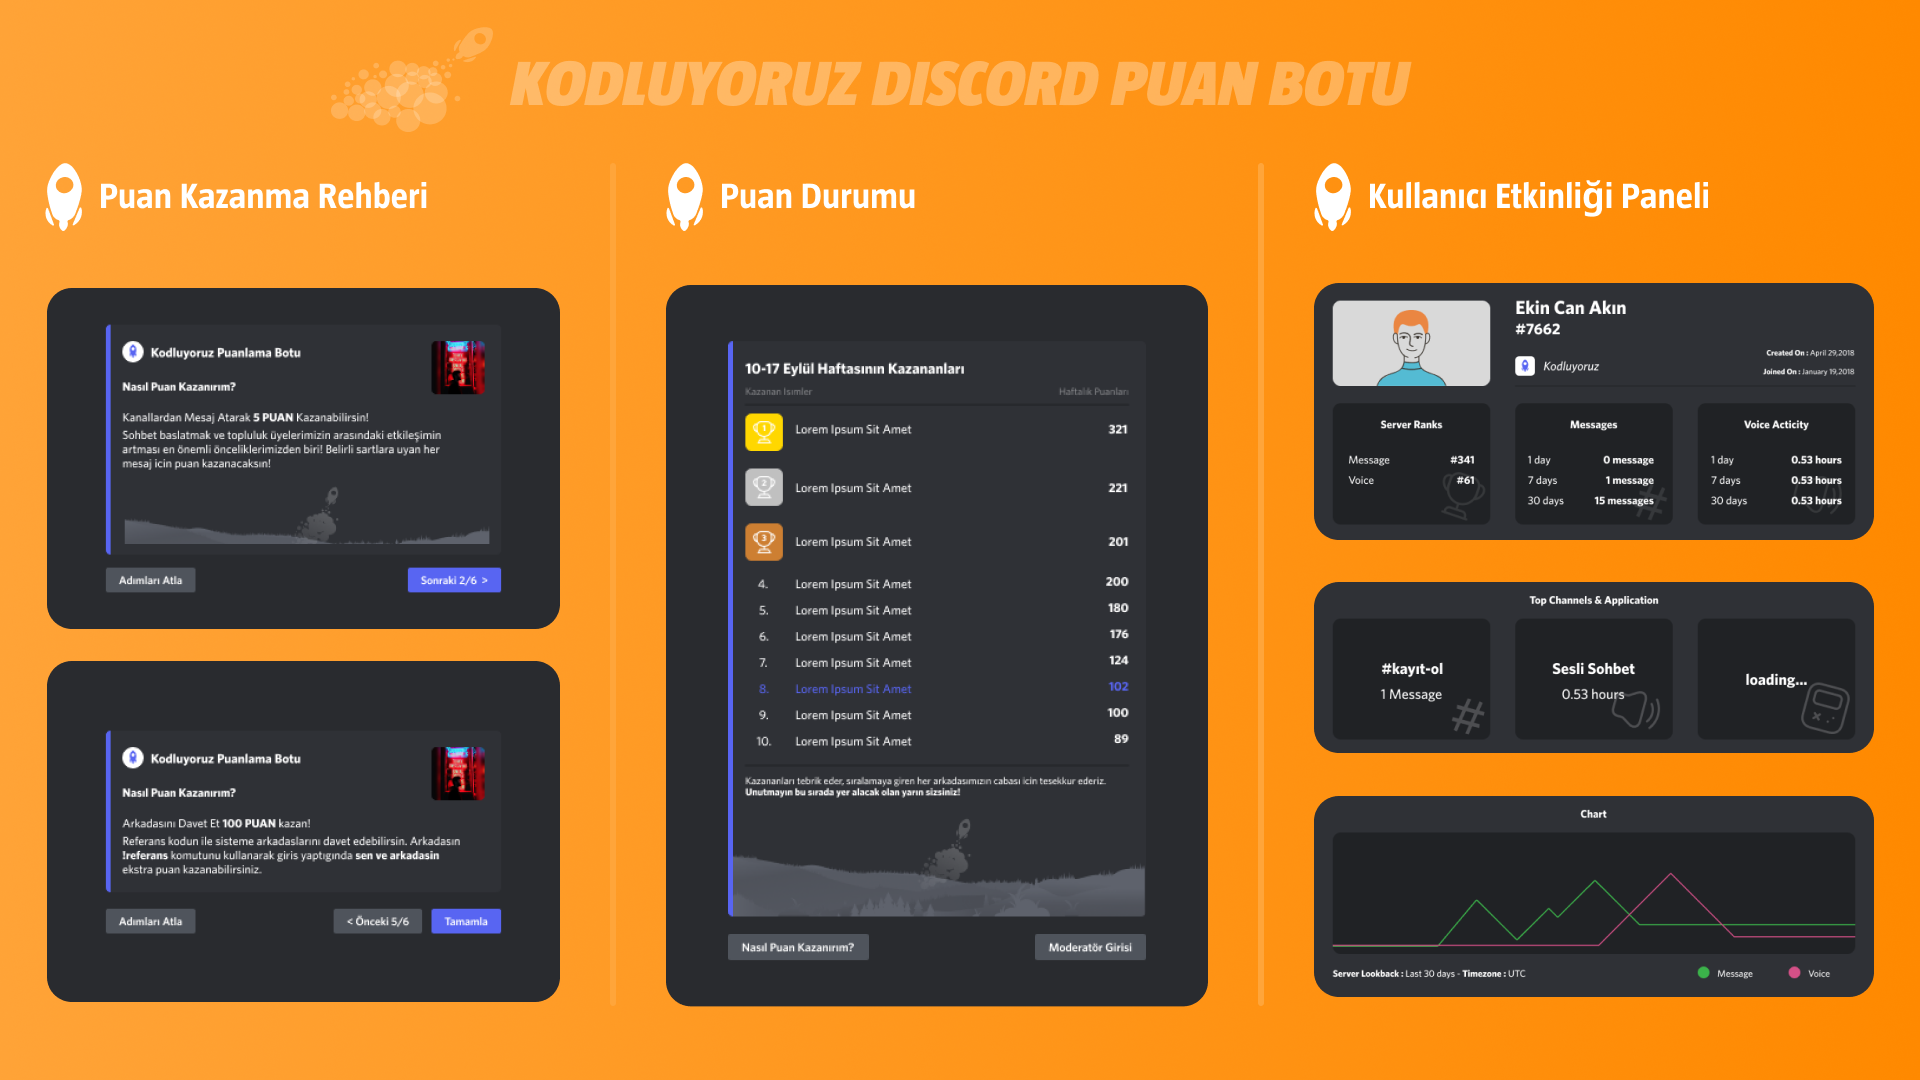 KODLUYORUZ DISCORD PUAN BOTU
Puan Kazanma Rehberi
Kodluyoruz Puanlama Botu
Nasıl Puan Kazanırım?
Kanallardan Mesaj Atarak 5 PUAN Kazanabilirsin!
Sohbet baslatmak ve topluluk üyelerimizin arasındaki etkileşimin
artması en önemli önceliklerimizden biri! Belirli sartlara uyan her
mesaj icin puan kazanacaksın!
Adımları Atla
Sonraki 2/6 >
Kodluyoruz Puanlama Botu
Nasıl Puan Kazanırım?
Arkadasını Davet Et 100 PUAN kazan!
Referans kodun ile sisteme arkadaslarını davet edebilirsin. Arkadasın
!referans komutunu kullanarak giris yaptıgında sen ve arkadasin
ekstra puan kazanabilirsiniz.
Adımları Atla
< Önceki 5/6
Tamamla
Puan Durumu
10-17 Eylül Haftasının Kazananları
Kazanan Isımler Haftalık Puanları
1 Lorem Ipsum Sit Amet 321
2 Lorem Ipsum Sit Amet 221
3 Lorem Ipsum Sit Amet 201
4. Lorem Ipsum Sit Amet 200
5. Lorem Ipsum Sit Amet 180
6. Lorem Ipsum Sit Amet 176
7. Lorem Ipsum Sit Amet 124
8. Lorem Ipsum Sit Amet 102
9. Lorem Ipsum Sit Amet 100
10. Lorem Ipsum Sit Amet 89
Kazananları tebrik eder, sıralamaya giren her arkadasımızın cabası icin tesekkur ederiz.
Unutmayın bu sırada yer alacak olan yarın sizsiniz!
Nasıl Puan Kazanırım?
Moderatör Girisi
Kullanıcı Etkinliği Paneli
Ekin Can Akın
#7662
Kodluyoruz
Created On : April 29,2018
Joined On : January 19,2018
Server Ranks
Message #341
Voice #61
Messages
1 day 0 message
7 days 1 message
30 days 15 messages
Voice Acticity
1 day 0.53 hours
7 days 0.53 hours
30 days 0.53 hours
Top Channels & Application
#kayıt-ol
1 Message
Sesli Sohbet
0.53 hours
loading...
Chart
Server Lookback : Last 30 days - Timezone : UTC
Message
Voice